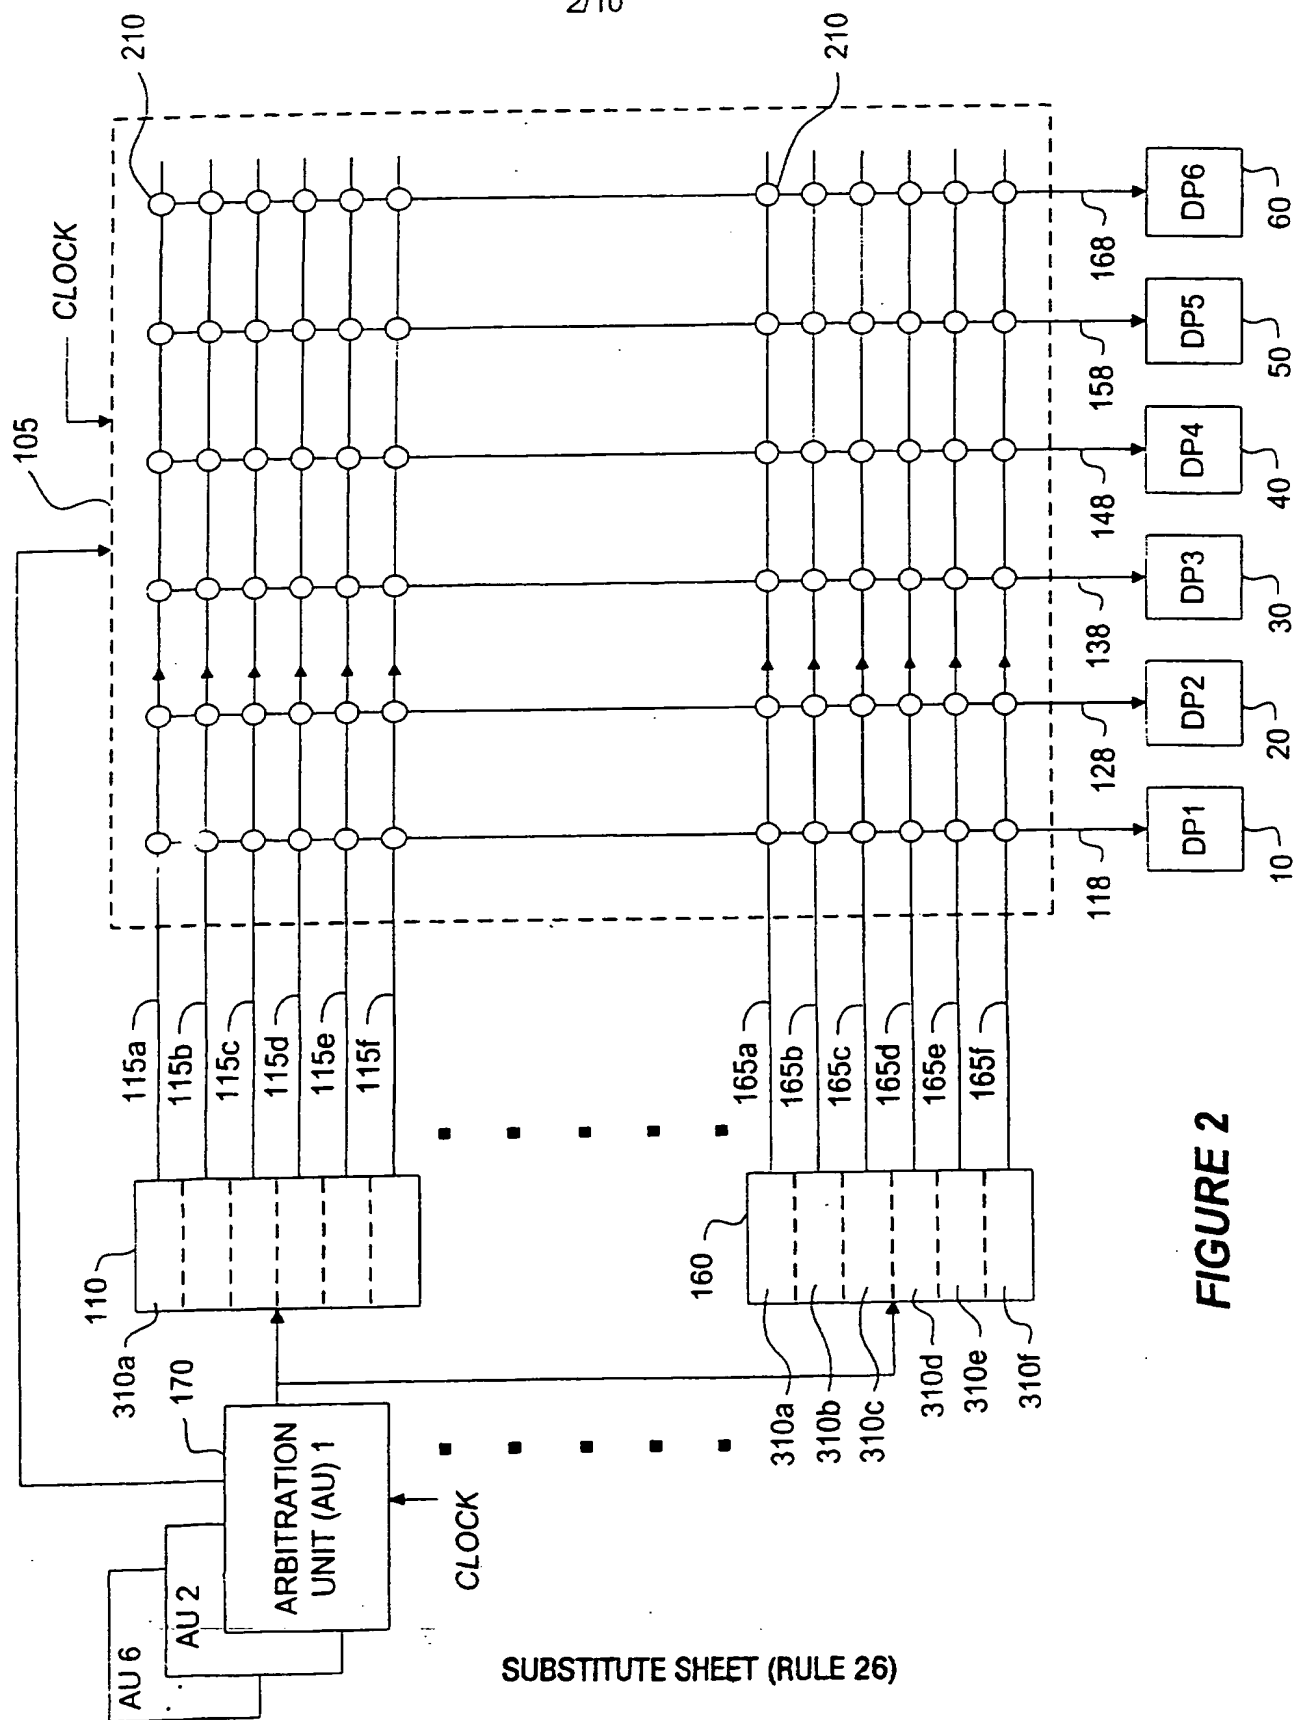 2/10
210
210
CLOCK
105
DP6
60
168
DP5
50
158
DP4
40
148
DP3
30
138
DP2
20
128
DP1
10
118
115a
115b
115c
115d
115e
115f
165a
165b
165c
165d
165e
165f
110
310a
160
310a
310b
310c
310d
310e
310f
170
ARBITRATION
UNIT (AU) 1
AU 2
AU 6
CLOCK
FIGURE 2
SUBSTITUTE SHEET (RULE 26)